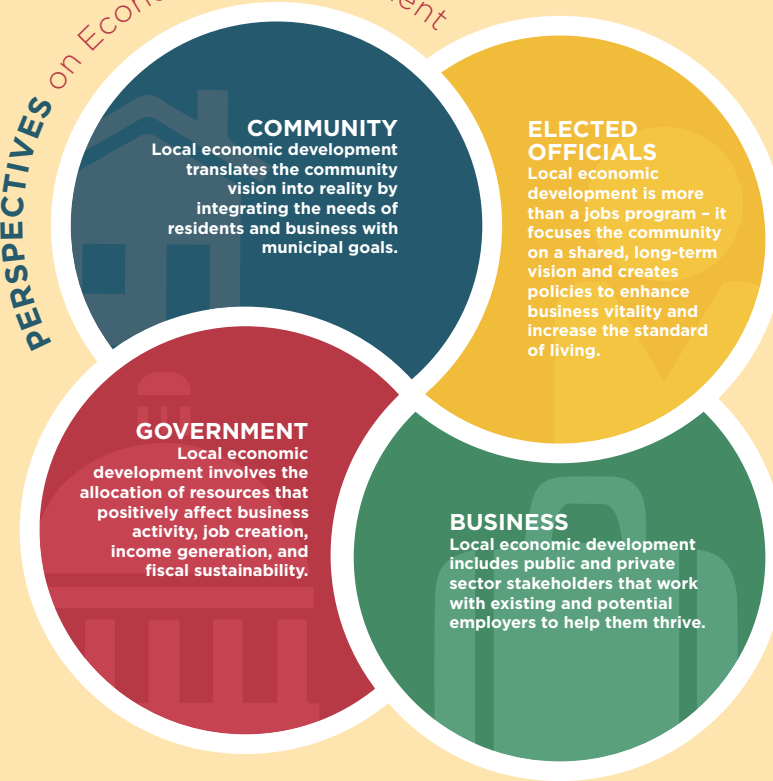 PERSPECTIVES on
COMMUNITY
Local economic development
translates the community
vision into reality by
integrating the needs of
residents and business with
municipal goals.
ELECTED
OFFICIALS
Local economic
development is more
than a jobs program – it
focuses the community
on a shared, long-term
vision and creates
policies to enhance
business vitality and
increase the standard
of living.
GOVERNMENT
Local economic
development involves the
allocation of resources that
positively affect business
activity, job creation,
income generation, and
fiscal sustainability.
BUSINESS
Local economic development
includes public and private
sector stakeholders that work
with existing and potential
employers to help them thrive.